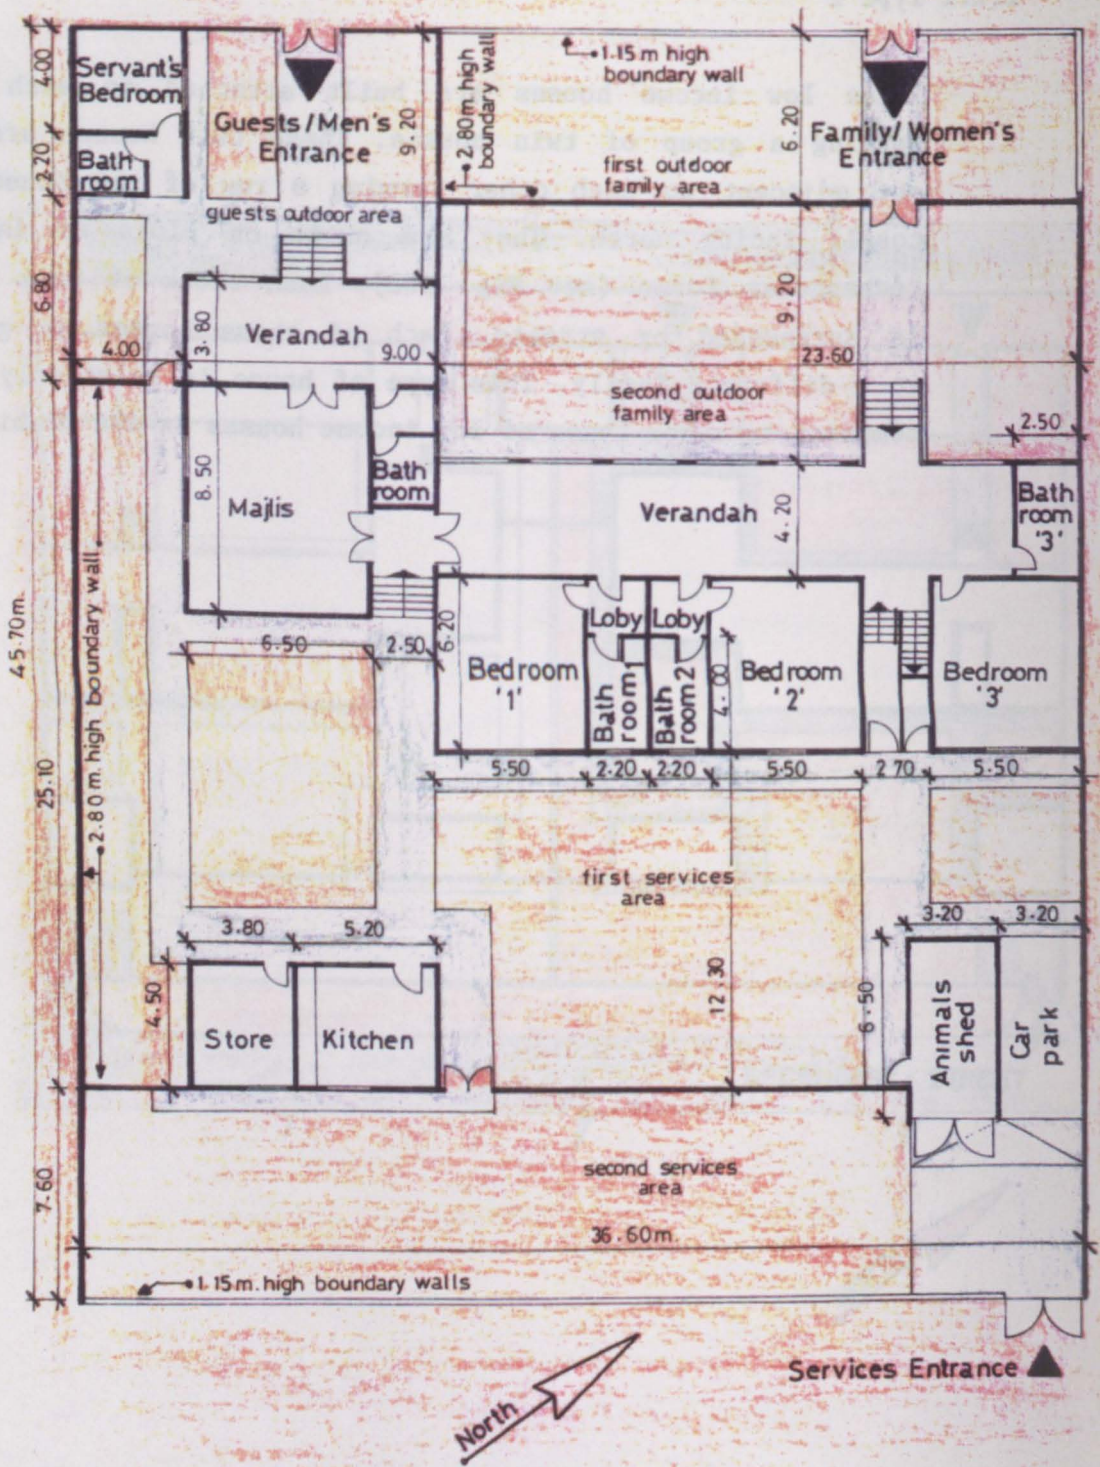 4.00
Servant's
Bedroom
Guests/Men's
Entrance
9.20
2.80 m. high
boundary wall
1.15 m high
boundary wall
6.20
Family/Women's
Entrance
2.20
Bath
room
first outdoor
family area
guests outdoor area
6.80
3.80
Verandah
4.00
9.00
9.20
23.60
second outdoor
family area
2.50
8.50
Majlis
Bath
room
Verandah
4.20
Bath
room
'3'
45.70m.
2.80 m. high boundary wall
6.50
2.50
6.20
Loby
Loby
Bedroom
'1'
Bath
room 1
Bath
room 2
4.00
Bedroom
'2'
Bedroom
'3'
5.50
2.20
2.20
5.50
2.70
5.50
25.10
first services
area
3.80
5.20
3.20
3.20
4.50
Store
Kitchen
12.30
6.50
Animals
shed
Car
park
7.60
second services
area
36.60m.
1.15 m. high boundary walls
Services Entrance
North